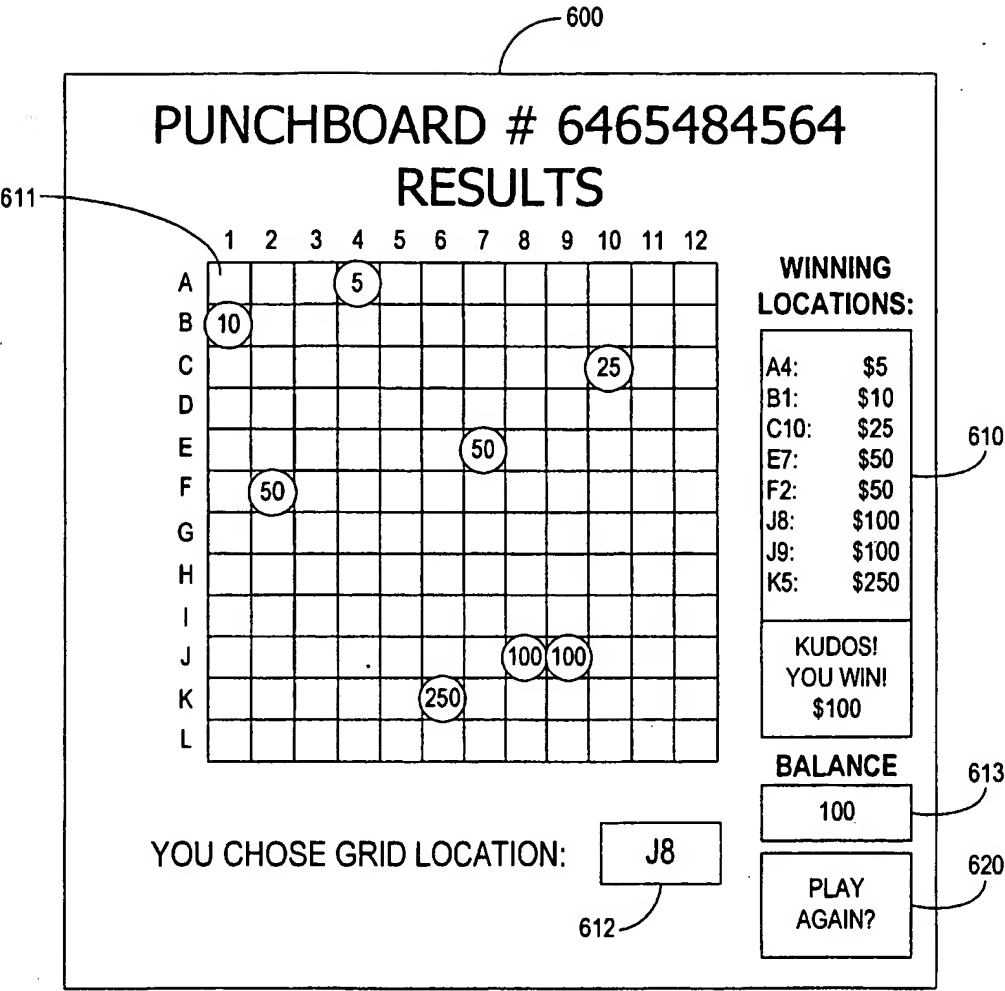 600
PUNCHBOARD # 6465484564
RESULTS
611
1 2 3 4 5 6 7 8 9 10 11 12
A 5
B 10
C 25
D
E 50
F 50
G
H
I
J 100 100
K 250
L
WINNING
LOCATIONS:
A4: $5
B1: $10
C10: $25
E7: $50
F2: $50
J8: $100
J9: $100
K5: $250
610
KUDOS!
YOU WIN!
$100
BALANCE
100
613
YOU CHOSE GRID LOCATION: J8
612
PLAY
AGAIN?
620